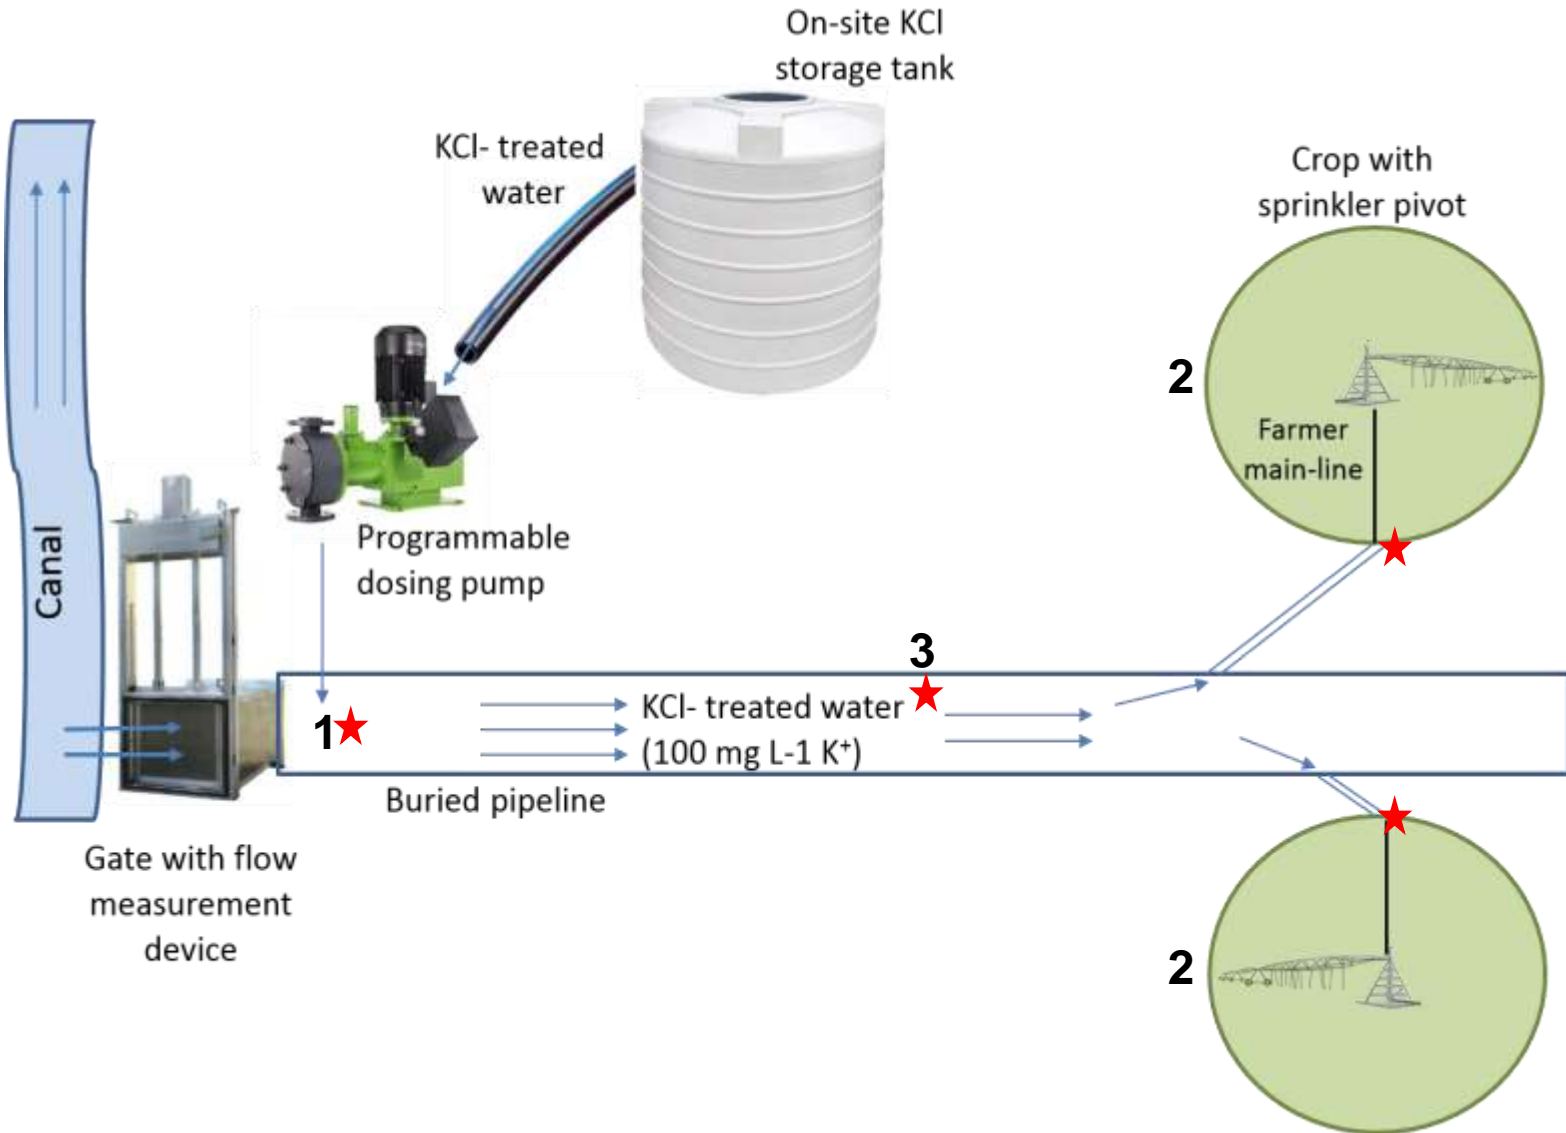 On-site KCl
storage tank
KCl- treated
water
Crop with
sprinkler pivot
2
Farmer
main-line
Canal
Programmable
dosing pump
3
1
KCl- treated water
(100 mg L-1 K⁺)
Buried pipeline
Gate with flow
measurement
device
2